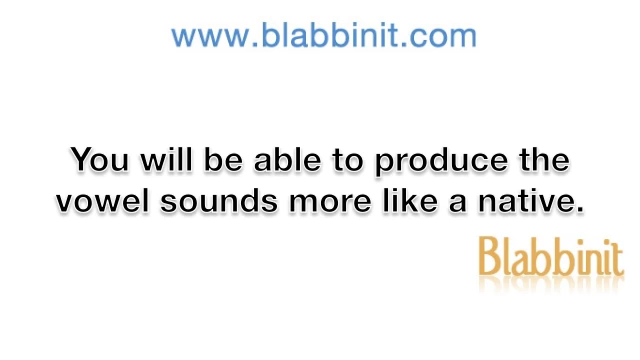 www.blabbinit.com
You will be able to produce the
vowel sounds more like a native.
Blabbinit